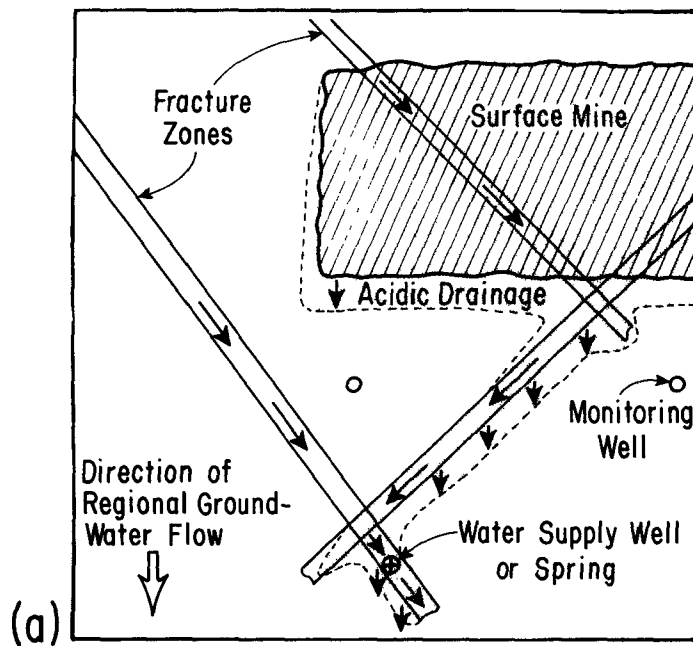 Fracture
Zones
Surface Mine
Acidic Drainage
Monitoring
Well
Direction of
Regional Ground-
Water Flow
Water Supply Well
or Spring
(a)